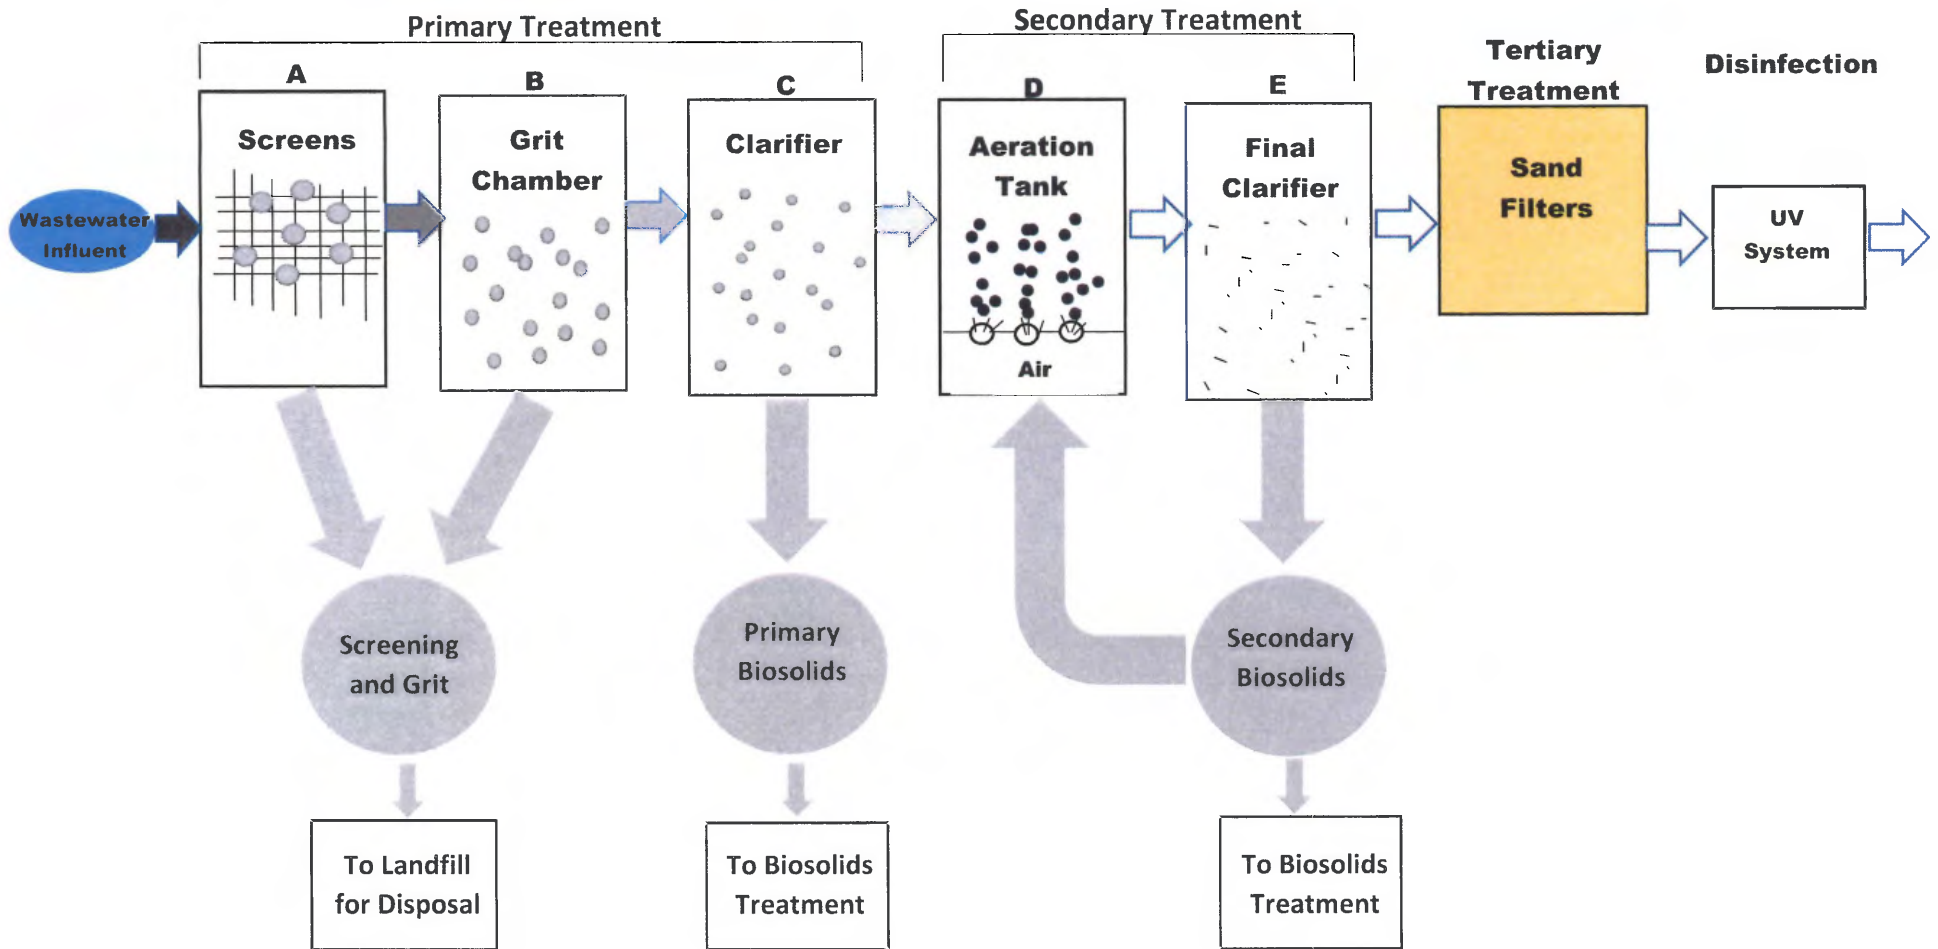 Primary Treatment
Secondary Treatment
Tertiary
Treatment
Disinfection
A
B
C
D
E
Screens
Grit
Chamber
Clarifier
Aeration
Tank
Air
Final
Clarifier
Sand
Filters
UV
System
Wastewater
Influent
Screening
and Grit
Primary
Biosolids
Secondary
Biosolids
To Landfill
for Disposal
To Biosolids
Treatment
To Biosolids
Treatment